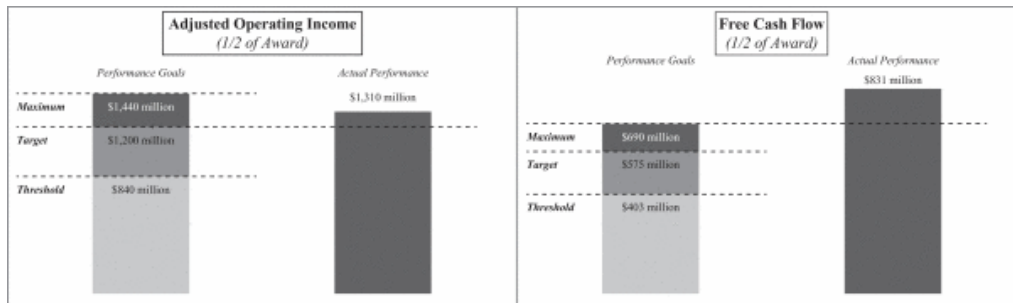 Adjusted Operating Income
(1/2 of Award)
Performance Goals
Actual Performance
$1,310 million
Maximum
$1,440 million
Target
$1,200 million
Threshold
$840 million
Free Cash Flow
(1/2 of Award)
Performance Goals
Actual Performance
$831 million
Maximum
$690 million
Target
$575 million
Threshold
$403 million